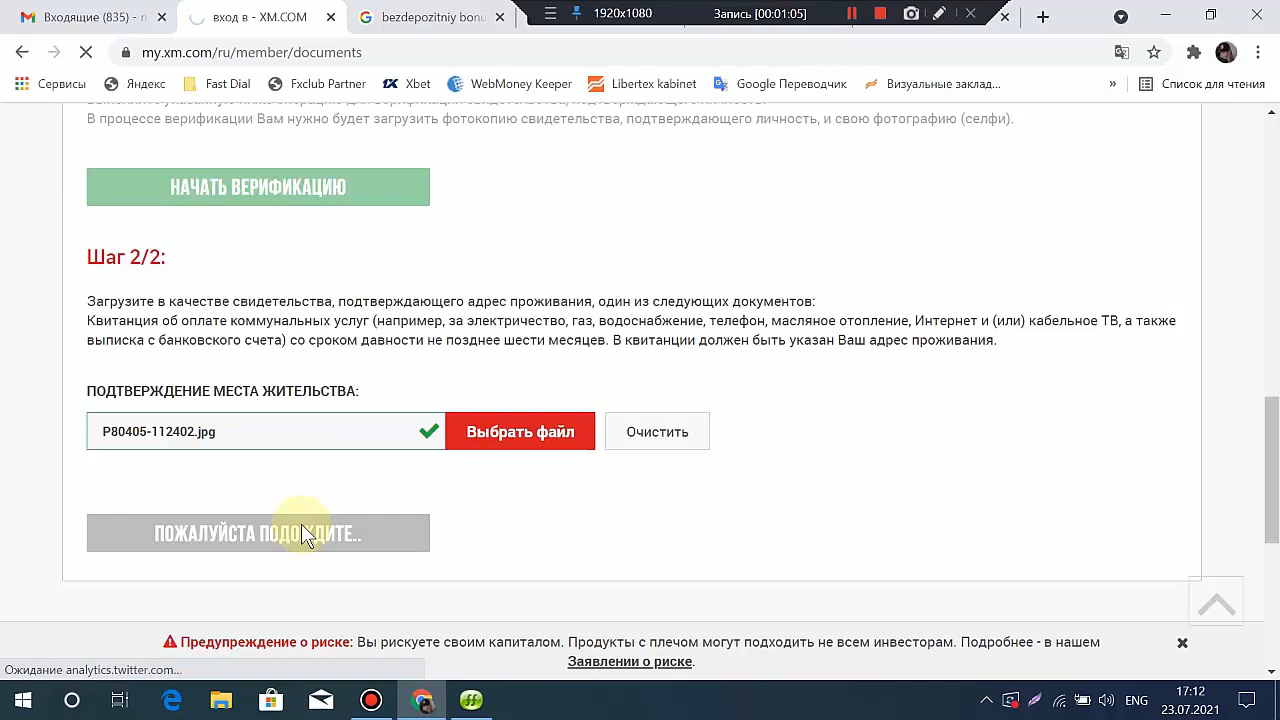 Входящие (835) -
вход в - XM.COM
bezdepozitniy bonu
1920x1080
Запись [00:01:05]
my.xm.com/ru/member/documents
Сервисы
Яндекс
Fast Dial
Fxclub Partner
Xbet
WebMoney Keeper
Libertex kabinet
Google Переводчик
Визуальные заклад...
»
Список для чтения
В процессе верификации Вам нужно будет загрузить фотокопию свидетельства, подтверждающего личность, и свою фотографию (селфи).
НАЧАТЬ ВЕРИФИКАЦИЮ
Шаг 2/2:
Загрузите в качестве свидетельства, подтверждающего адрес проживания, один из следующих документов:
Квитанция об оплате коммунальных услуг (например, за электричество, газ, водоснабжение, телефон, масляное отопление, Интернет и (или) кабельное ТВ, а также
выписка с банковского счета) со сроком давности не позднее шести месяцев. В квитанции должен быть указан Ваш адрес проживания.
ПОДТВЕРЖДЕНИЕ МЕСТА ЖИТЕЛЬСТВА:
P80405-112402.jpg
Выбрать файл
Очистить
ПОЖАЛУЙСТА ПОДОЖДИТЕ..
Предупреждение о риске: Вы рискуете своим капиталом. Продукты с плечом могут подходить не всем инвесторам. Подробнее - в нашем
Заявлении о риске.
Ожидание analytics.twitter.com...
ENG
17:12
23.07.2021